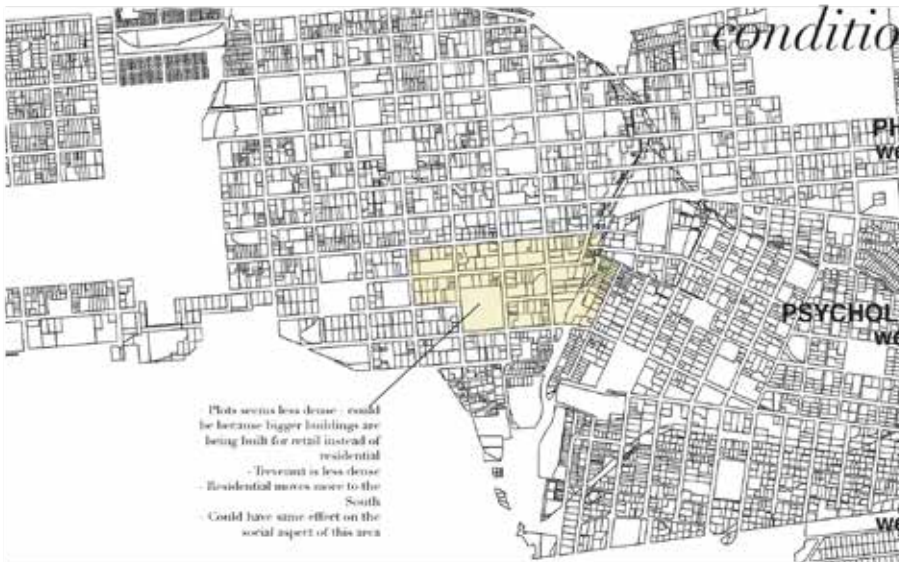 conditio
PH
we
PSYCHOL
we
- Plots seems less dense - could
be because bigger buildings are
being built for retail instead of
residential
- Trevenna is less dense
- Residential moves more to the
South
- Could have same effect on the
social aspect of this area
we